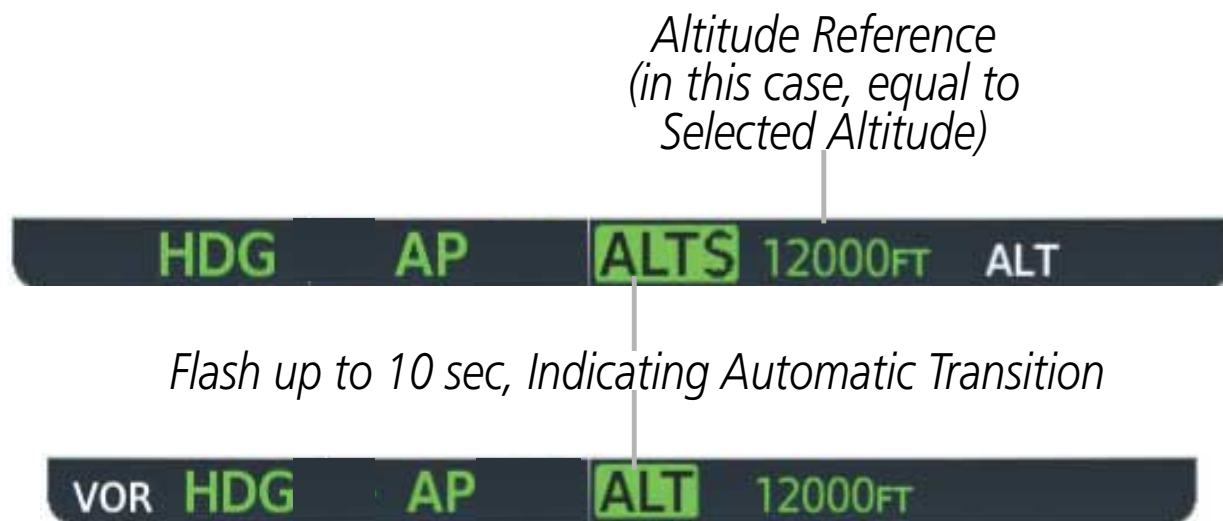 Altitude Reference
(in this case, equal to
Selected Altitude)
HDG AP ALTS 12000FT ALT
Flash up to 10 sec, Indicating Automatic Transition
VOR HDG AP ALT 12000FT